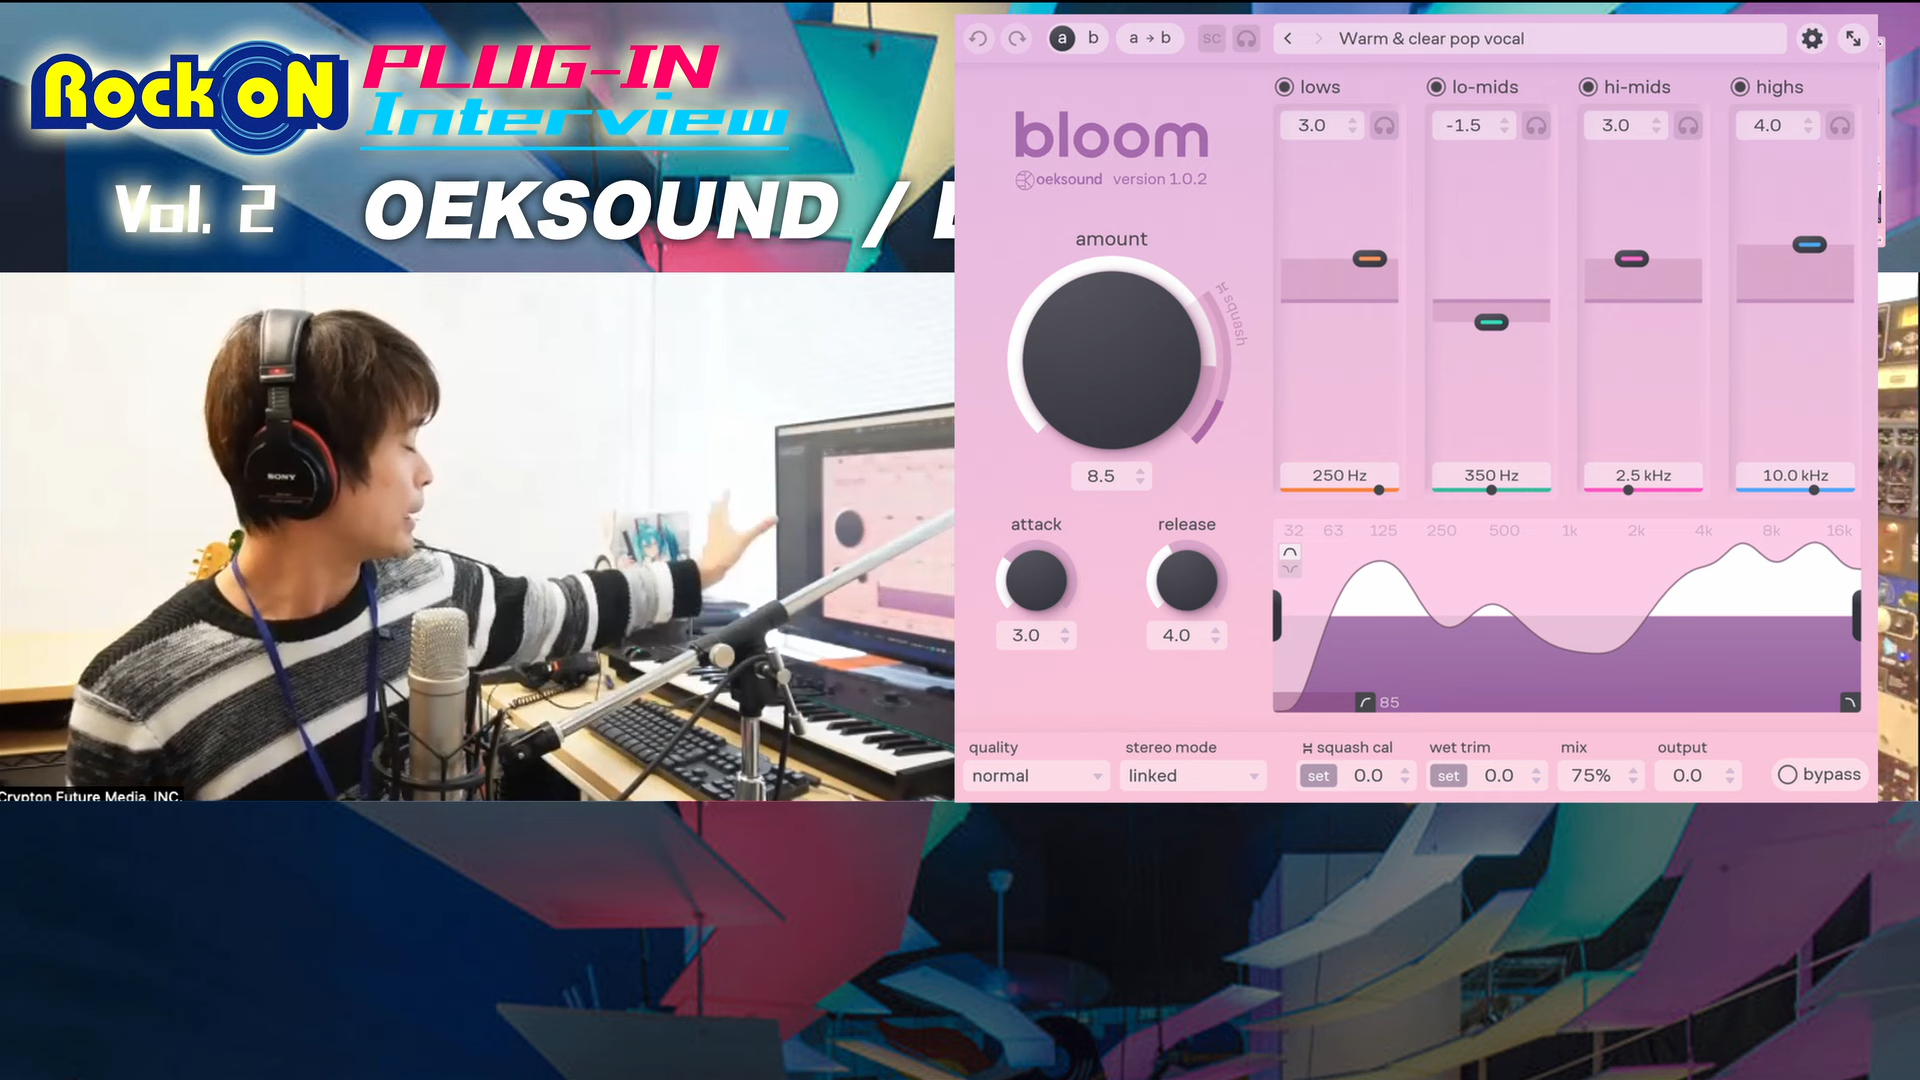 Rock oN
PLUG-IN
Interview
Vol. 2
OEKSOUND /
SONY
Crypton Future Media, INC.
a b
a → b
sc
Warm & clear pop vocal
bloom
oeksound version 1.0.2
lows
lo-mids
hi-mids
highs
3.0
-1.5
3.0
4.0
amount
squash
8.5
250 Hz
350 Hz
2.5 kHz
10.0 kHz
attack
release
3.0
4.0
32 63 125 250 500 1k 2k 4k 8k 16k
85
quality
stereo mode
squash cal
wet trim
mix
output
normal
linked
set 0.0
set 0.0
75%
0.0
bypass